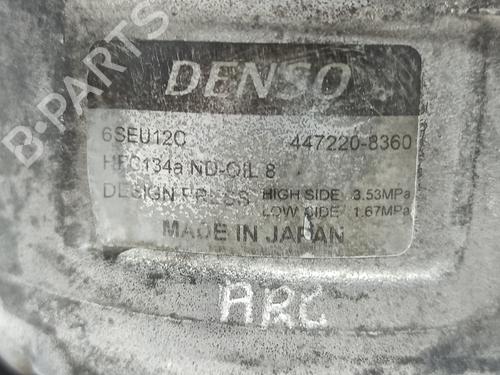 DENSO
6SEU12C 447220-8360
HFC134a ND-OIL 8
DESIGN PRESS HIGH SIDE 3.53MPa
LOW SIDE 1.67MPa
MADE IN JAPAN
ARC
B-PARTS